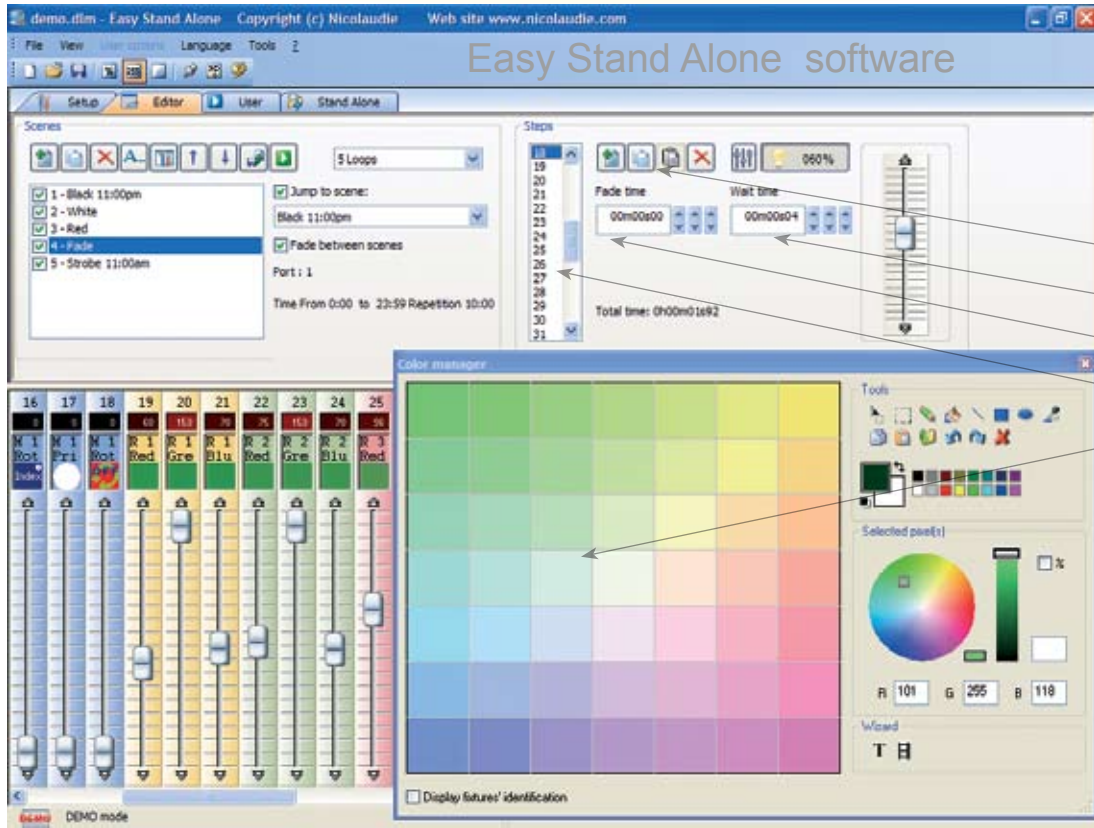 demo.dlm - Easy Stand Alone Copyright (c) Nicolaudie Web site www.nicolaudie.com
File View Language Tools ?
Easy Stand Alone software
Setup Editor User Stand Alone
Scenes
5 Loops
1 - Black 11:00pm
2 - White
3 - Red
4 - Fade
5 - Strobe 11:00am
Jump to scene:
Black 11:00pm
Fade between scenes
Port : 1
Time From 0:00 to 23:59 Repetition 10:00
Steps
18
19
20
21
22
23
24
25
26
27
28
29
30
31
060%
Fade time Wait time
00m00s00 00m00s04
Total time: 0h00m01s92
16 17 18 19 20 21 22 23 24 25
0 0 0 60 153 70 75 153 70
M 1 M 1 M 1 R 1 R 1 R 1 R 2 R 2 R 2 R 3
Rot Pri Rot Red Gre Blu Red Gre Blu Red
Index
DEMO DEMO mode
Color manager
Tools
Selected pixel(s)
%
R 101 G 255 B 118
Wizard
T
Display fixtures' identification